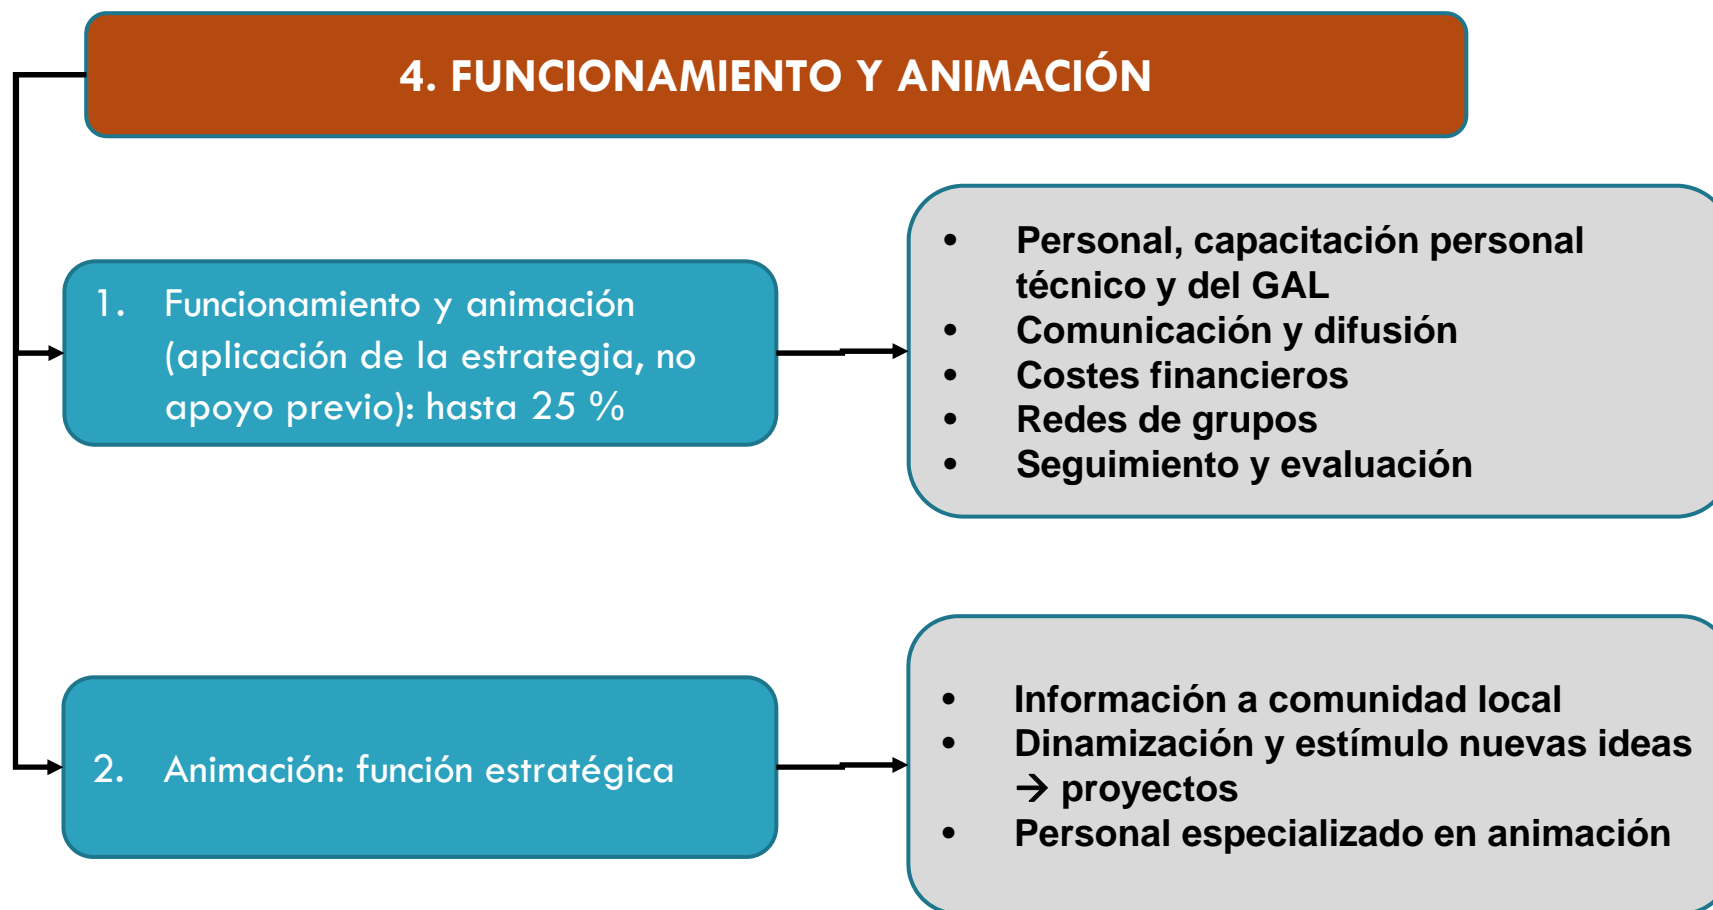 4. FUNCIONAMIENTO Y ANIMACIÓN
1. Funcionamiento y animación
(aplicación de la estrategia, no
apoyo previo): hasta 25 %
• Personal, capacitación personal
técnico y del GAL
• Comunicación y difusión
• Costes financieros
• Redes de grupos
• Seguimiento y evaluación
2. Animación: función estratégica
• Información a comunidad local
• Dinamización y estímulo nuevas ideas
→ proyectos
• Personal especializado en animación